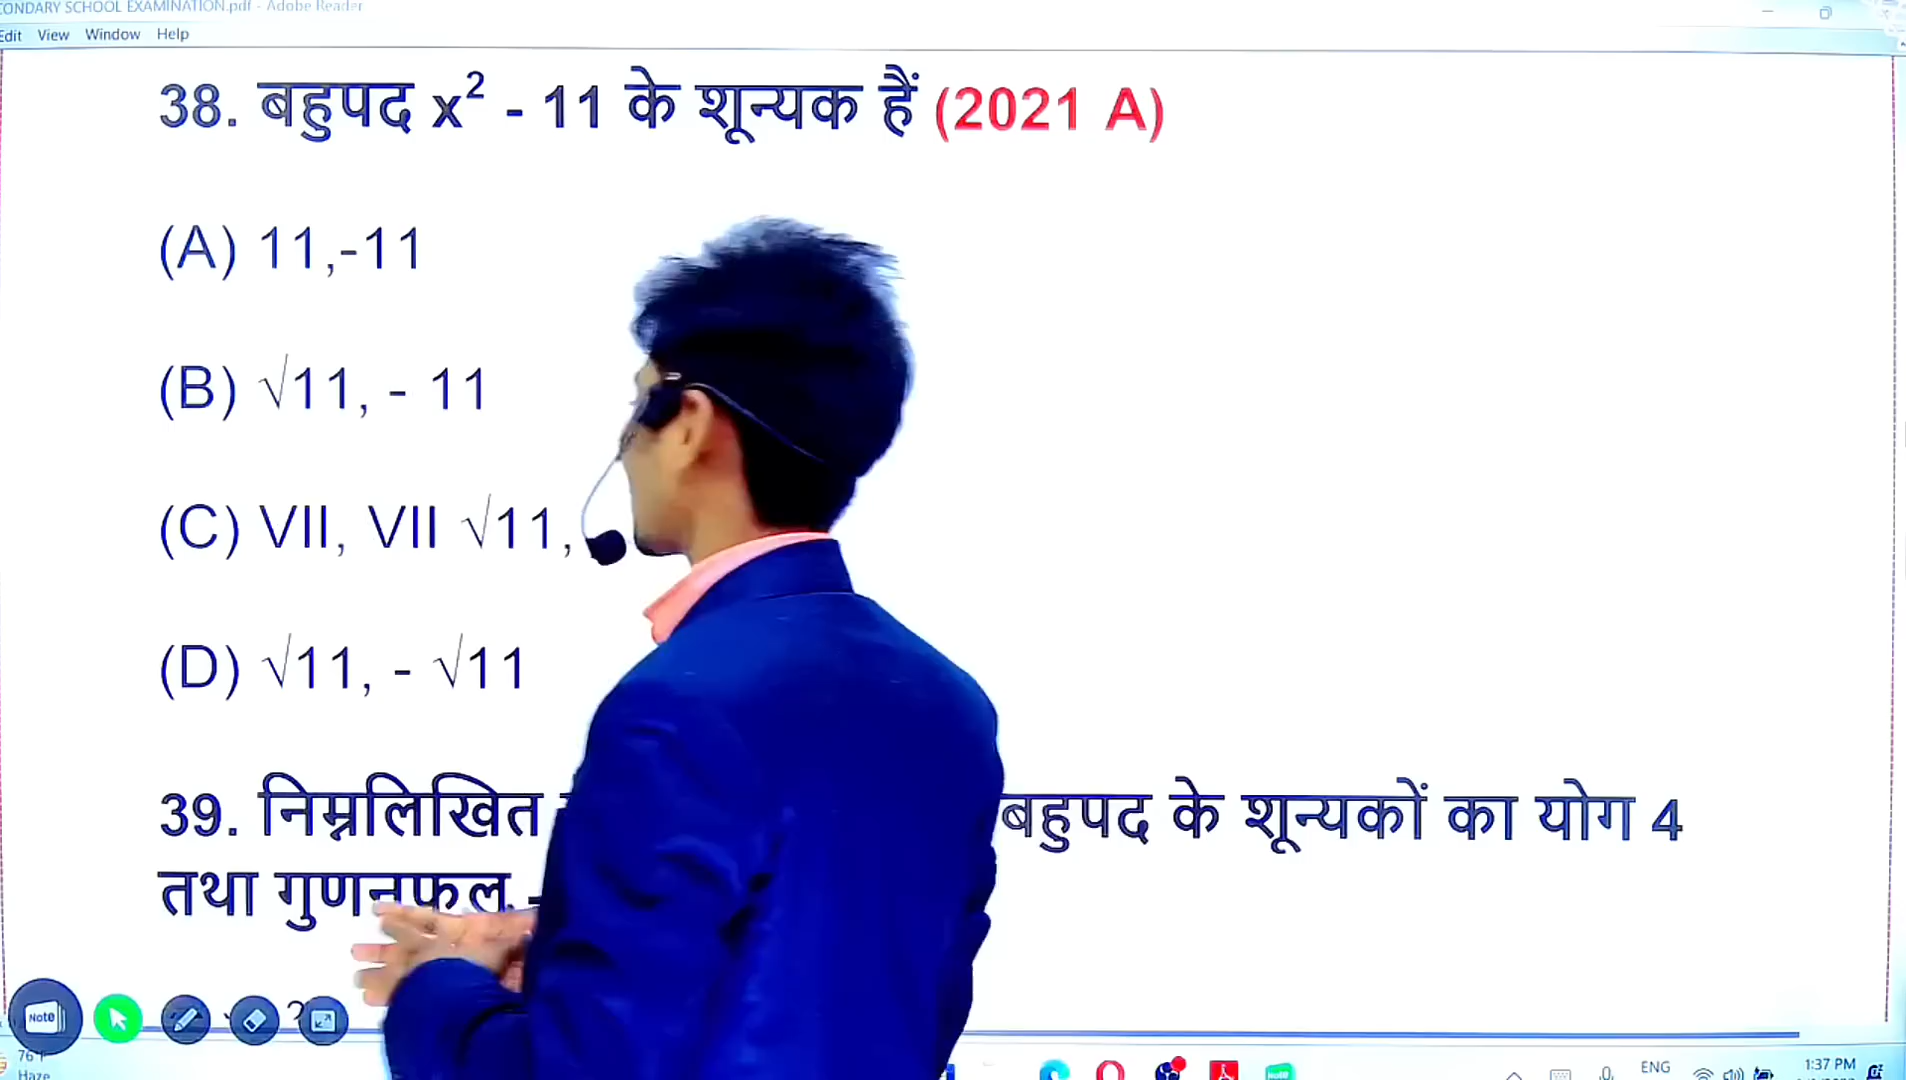 CONDARY SCHOOL EXAMINATION.pdf - Adobe Reader
Edit View Window Help
38. बहुपद x² - 11 के शून्यक हैं (2021 A)
(A) 11,-11
(B) √11, - 11
(C) VII, VII √11,
(D) √11, - √11
39. निम्नलिखित बहुपद के शून्यकों का योग 4
तथा गुणनफल -
Note
76°F
Haze
ENG
1:37 PM